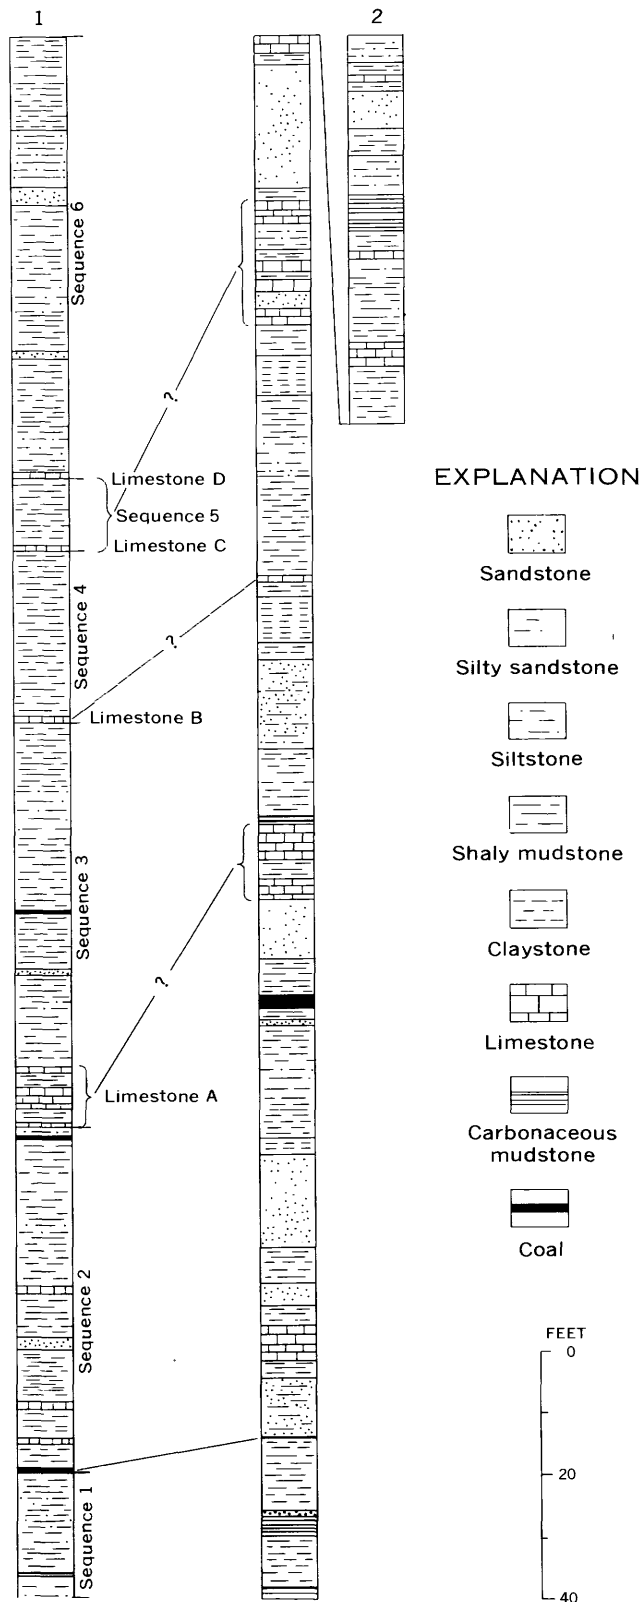 1
2
Sequence 6
?
Limestone D
Sequence 5
Limestone C
Sequence 4
?
Limestone B
Sequence 3
?
Limestone A
Sequence 2
Sequence 1
EXPLANATION
Sandstone
Silty sandstone
Siltstone
Shaly mudstone
Claystone
Limestone
Carbonaceous
mudstone
Coal
FEET
0
20
40